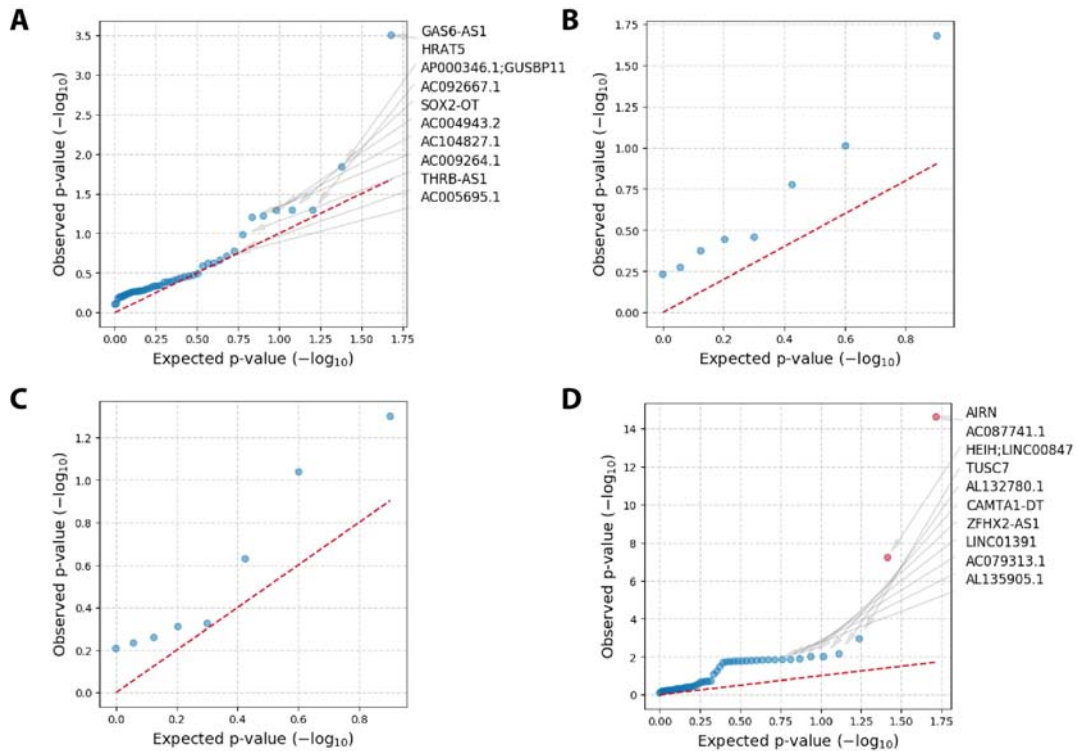 A
Observed p-value (−log10)
3.5
3.0
2.5
2.0
1.5
1.0
0.5
0.0
0.00 0.25 0.50 0.75 1.00 1.25 1.50 1.75
Expected p-value (−log10)
GAS6-AS1
HRAT5
AP000346.1;GUSBP11
AC092667.1
SOX2-OT
AC004943.2
AC104827.1
AC009264.1
THRB-AS1
AC005695.1
B
Observed p-value (−log10)
1.75
1.50
1.25
1.00
0.75
0.50
0.25
0.00
0.0 0.2 0.4 0.6 0.8
Expected p-value (−log10)
C
Observed p-value (−log10)
1.2
1.0
0.8
0.6
0.4
0.2
0.0
0.0 0.2 0.4 0.6 0.8
Expected p-value (−log10)
D
Observed p-value (−log10)
14
12
10
8
6
4
2
0
0.00 0.25 0.50 0.75 1.00 1.25 1.50 1.75
Expected p-value (−log10)
AIRN
AC087741.1
HEIH;LINC00847
TUSC7
AL132780.1
CAMTA1-DT
ZFHX2-AS1
LINC01391
AC079313.1
AL135905.1